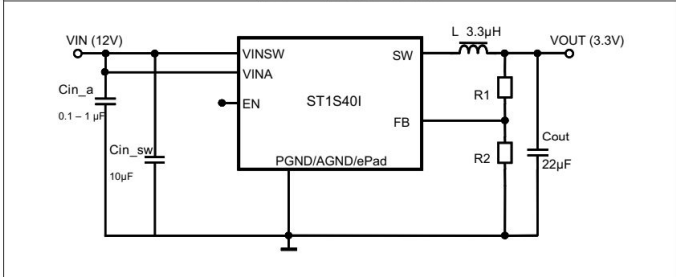 VIN (12V)
L 3.3µH
VOUT (3.3V)
VINSW
SW
VINA
Cin_a
R1
EN
ST1S40I
0.1 – 1 µF
FB
Cout
Cin_sw
R2
PGND/AGND/ePad
22µF
10µF